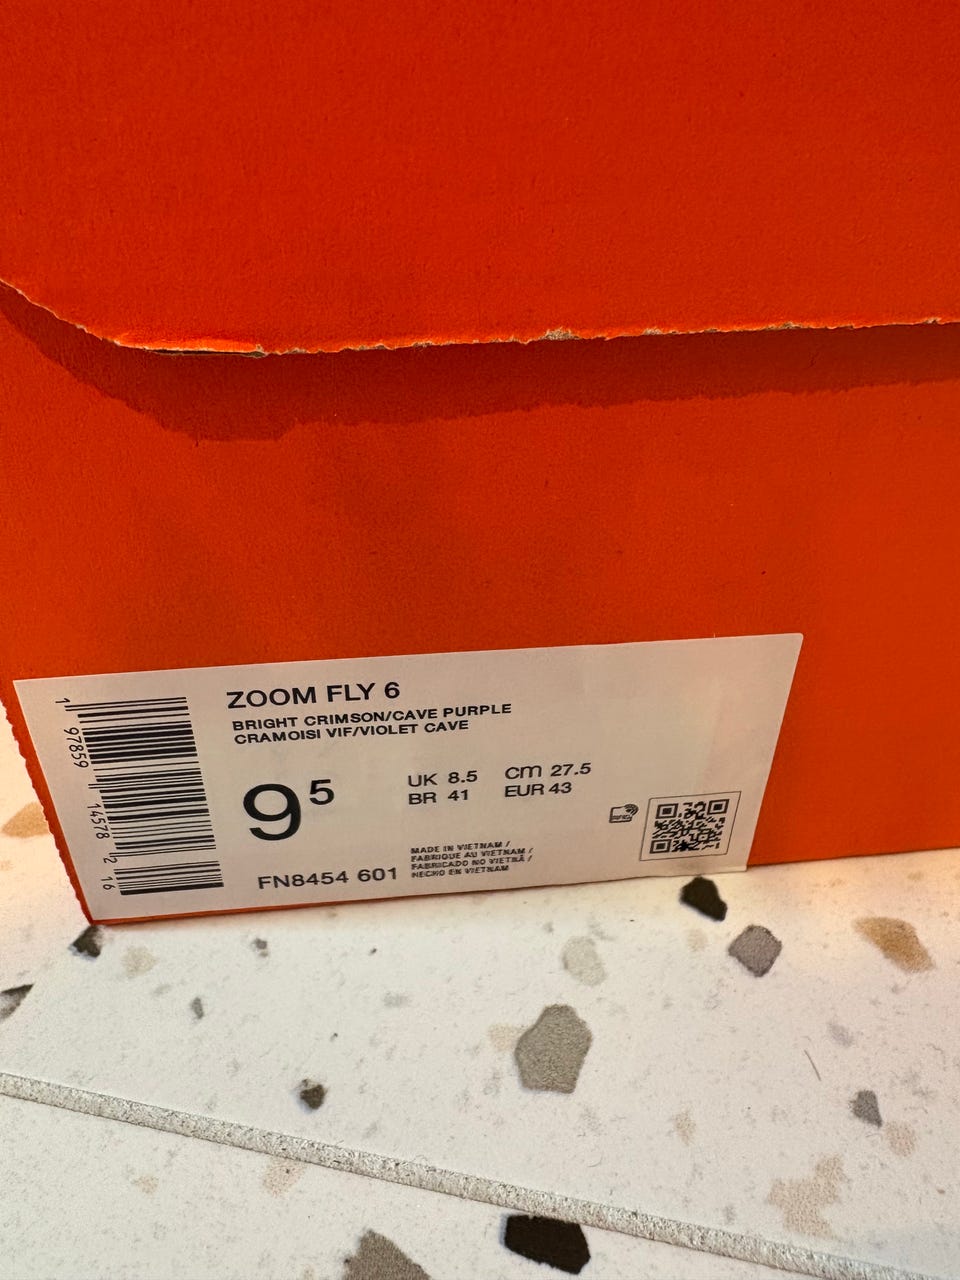 ZOOM FLY 6
BRIGHT CRIMSON/CAVE PURPLE
CRAMOISI VIF/VIOLET CAVE
9⁵
UK 8.5 cm 27.5
BR 41 EUR 43
FN8454 601
MADE IN VIETNAM /
FABRIQUE AU VIETNAM /
FABRICADO NO VIETNÃ /
HECHO EN VIETNAM
1 97859 14578 2 16